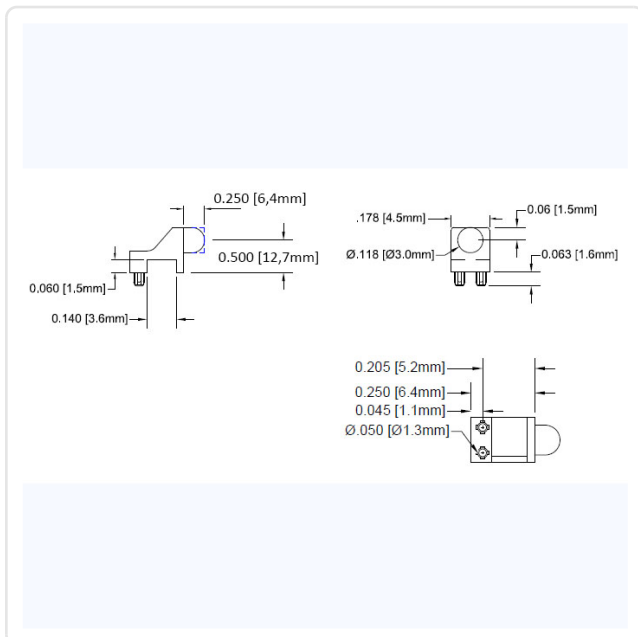 0.250 [6,4mm]
0.500 [12,7mm]
0.060 [1.5mm]
0.140 [3.6mm]
.178 [4.5mm]
0.06 [1.5mm]
Ø.118 [Ø3.0mm]
0.063 [1.6mm]
0.205 [5.2mm]
0.250 [6.4mm]
0.045 [1.1mm]
Ø.050 [Ø1.3mm]